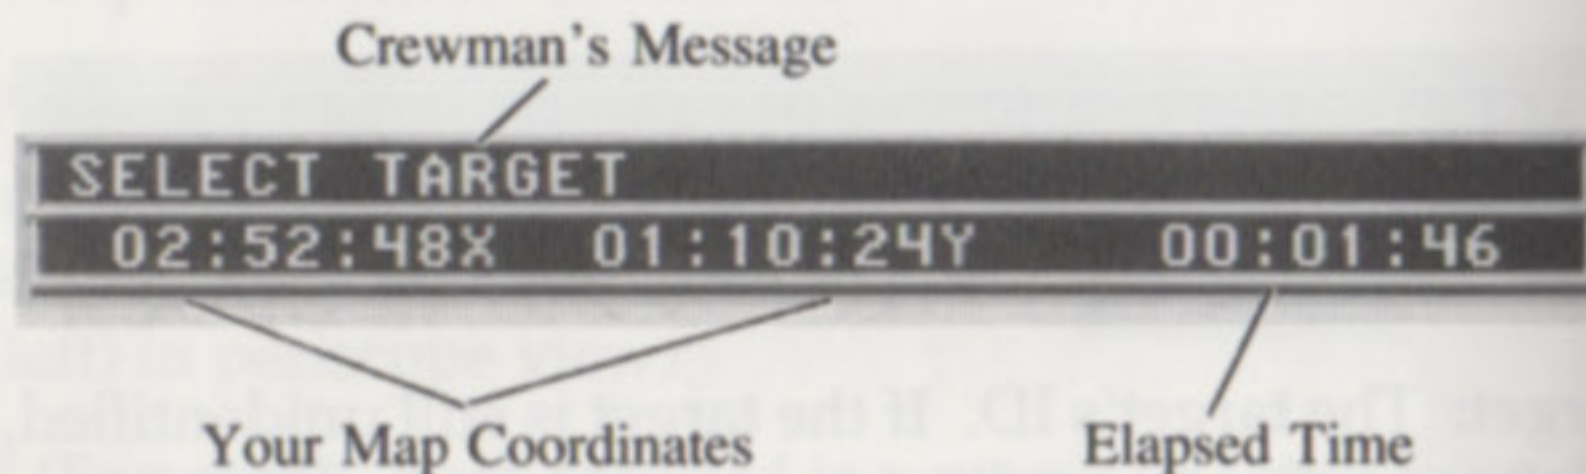 Crewman's Message
SELECT TARGET
02:52:48X 01:10:24Y 00:01:46
Your Map Coordinates Elapsed Time